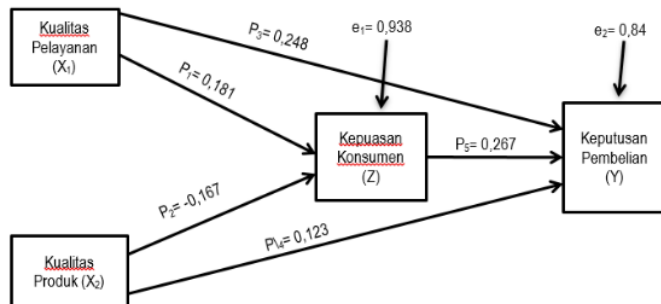 Kualitas
Pelayanan
(X₁)
P₃= 0,248
e₁= 0,938
e₂= 0,84
P₁= 0,181
Kepuasan
Konsumen
(Z)
P₅= 0,267
Keputusan
Pembelian
(Y)
P₂= -0,167
P\₄= 0,123
Kualitas
Produk (X₂)